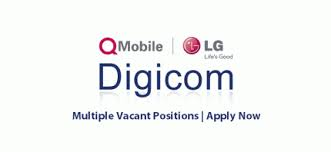 QMobile | LG
Life's Good
Digicom
Multiple Vacant Positions | Apply Now